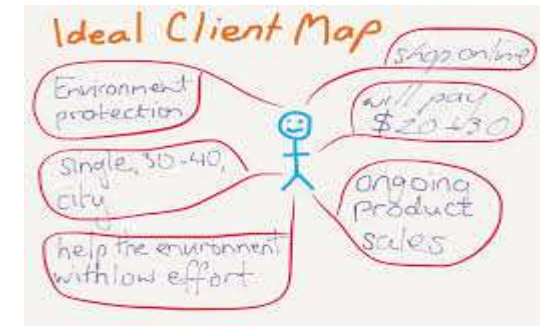 Ideal Client Map
shop online
Environment
protection
will pay
$20-$30
single, 30-40,
city
ongoing
product
sales
help the environment
with low effort